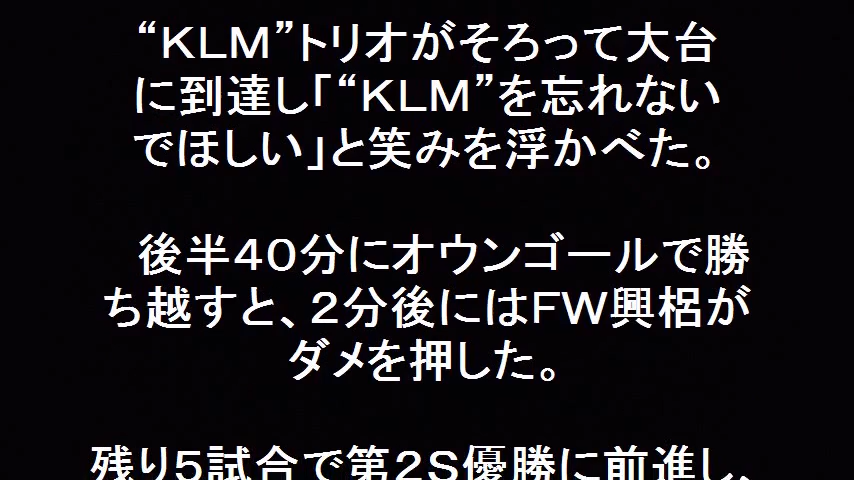 “ＫＬＭ”トリオがそろって大台
に到達し「“ＫＬＭ”を忘れない
でほしい」と笑みを浮かべた。
後半４０分にオウンゴールで勝
ち越すと、２分後にはＦＷ興梠が
ダメを押した。
残り５試合で第２Ｓ優勝に前進し、